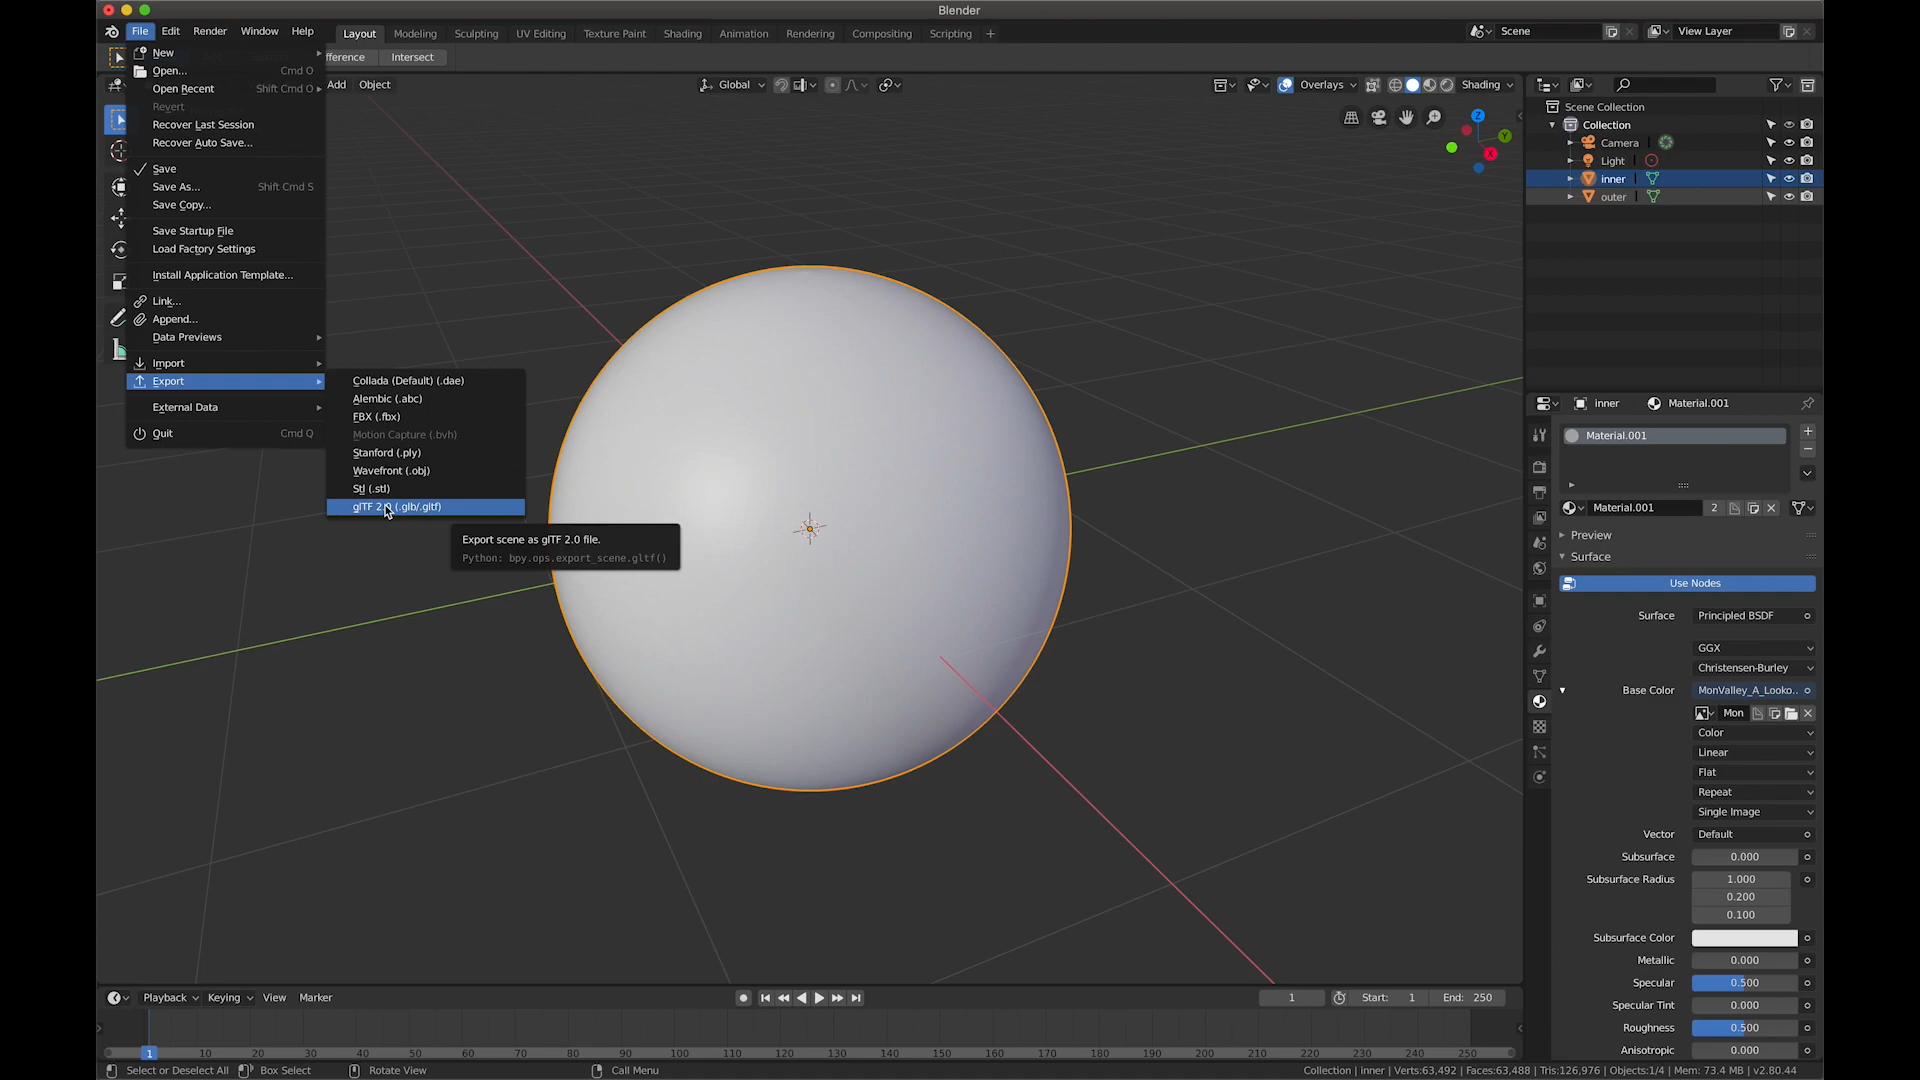 Blender
File Edit Render Window Help
Layout Modeling Sculpting UV Editing Texture Paint Shading Animation Rendering Compositing Scripting +
Scene
View Layer
fference Intersect
Add Object
Global
Overlays
Shading
New
Open... Cmd O
Open Recent Shift Cmd O
Revert
Recover Last Session
Recover Auto Save...
Save
Save As... Shift Cmd S
Save Copy...
Save Startup File
Load Factory Settings
Install Application Template...
Link...
Append...
Data Previews
Import
Export
External Data
Quit Cmd Q
Collada (Default) (.dae)
Alembic (.abc)
FBX (.fbx)
Motion Capture (.bvh)
Stanford (.ply)
Wavefront (.obj)
Stl (.stl)
glTF 2.0 (.glb/.gltf)
Export scene as glTF 2.0 file.
Python: bpy.ops.export_scene.gltf()
Z
Y
X
Scene Collection
Collection
Camera
Light
inner
outer
inner Material.001
Material.001
Material.001 2
Preview
Surface
Use Nodes
Surface Principled BSDF
GGX
Christensen-Burley
Base Color MonValley_A_Looko..
Mon
Color
Linear
Flat
Repeat
Single Image
Vector Default
Subsurface 0.000
Subsurface Radius 1.000
0.200
0.100
Subsurface Color
Metallic 0.000
Specular 0.500
Specular Tint 0.000
Roughness 0.500
Anisotropic 0.000
Playback Keying View Marker
1 Start: 1 End: 250
1 10 20 30 40 50 60 70 80 90 100 110 120 130 140 150 160 170 180 190 200 210 220 230 240 250
Select or Deselect All Box Select Rotate View Call Menu
Collection | inner | Verts:63,492 | Faces:63,488 | Tris:126,976 | Objects:1/4 | Mem: 73.4 MB | v2.80.44